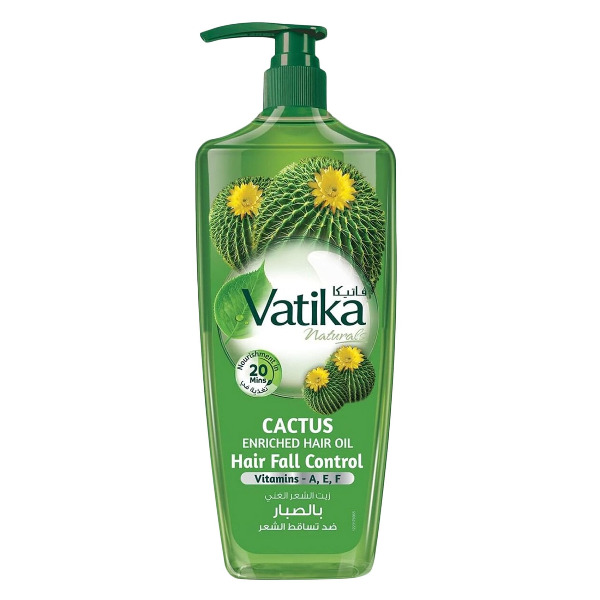 فاتيكا
Vatika
Naturals
Nourishment in
20
Mins
تغذية في
CACTUS
ENRICHED HAIR OIL
Hair Fall Control
Vitamins - A, E, F
زيت الشعر الغني
بالصبار
ضد تساقط الشعر